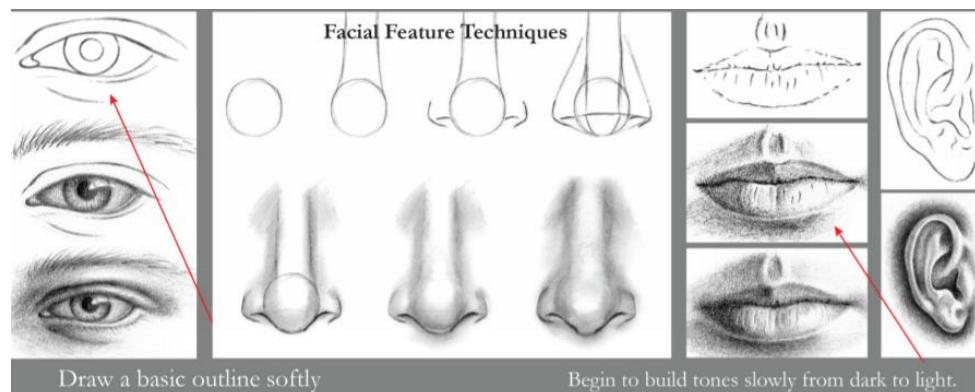 Facial Feature Techniques
Draw a basic outline softly
Begin to build tones slowly from dark to light.